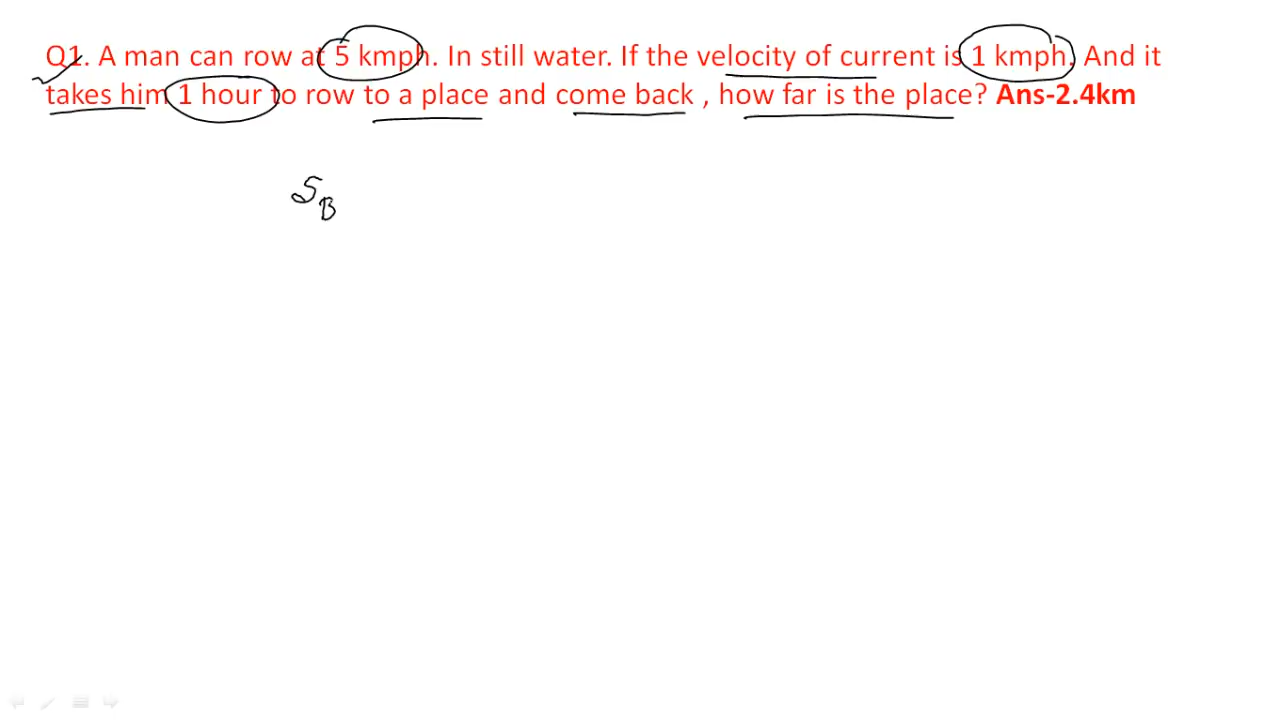 Q1. A man can row at 5 kmph. In still water. If the velocity of current is 1 kmph. And it
takes him 1 hour to row to a place and come back , how far is the place? Ans-2.4km
S_B